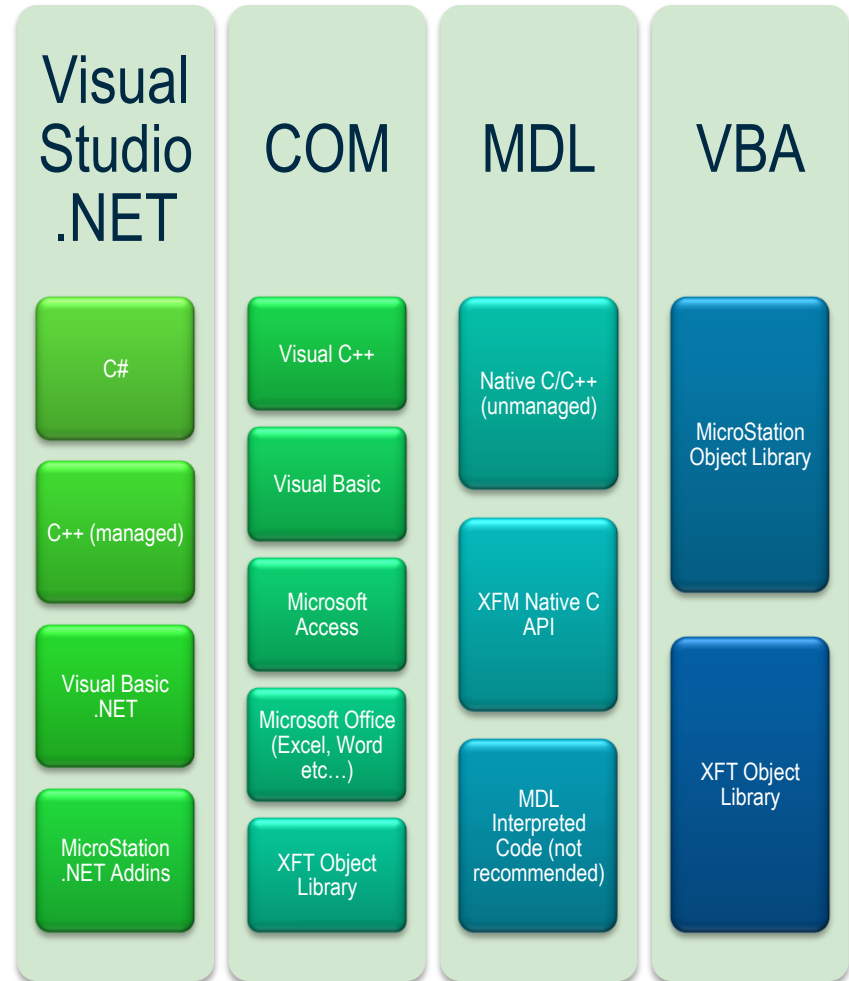 Visual
Studio
.NET
C#
C++ (managed)
Visual Basic
.NET
MicroStation
.NET Addins
COM
Visual C++
Visual Basic
Microsoft
Access
Microsoft Office
(Excel, Word
etc…)
XFT Object
Library
MDL
Native C/C++
(unmanaged)
XFM Native C
API
MDL
Interpreted
Code (not
recommended)
VBA
MicroStation
Object Library
XFT Object
Library